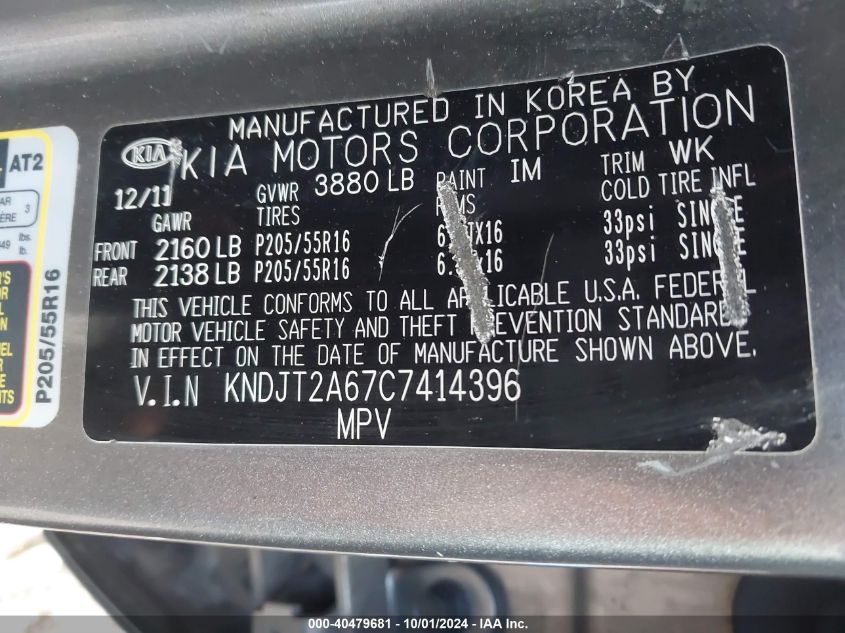 MANUFACTURED IN KOREA BY
KIA KIA MOTORS CORPORATION
12/11 GVWR 3880 LB PAINT IM TRIM WK
GAWR TIRES COLD TIRE INFL
FRONT 2160 LB P205/55R16 33psi
REAR 2138 LB P205/55R16 33psi
THIS VEHICLE CONFORMS TO ALL APPLICABLE U.S.A. FEDERAL
MOTOR VEHICLE SAFETY AND THEFT PREVENTION STANDARDS
IN EFFECT ON THE DATE OF MANUFACTURE SHOWN ABOVE.
V.I.N KNDJT2A67C7414396
MPV
AT2
3
lbs.
lb.
P205/55R16
000-40479681 - 10/01/2024 - IAA Inc.